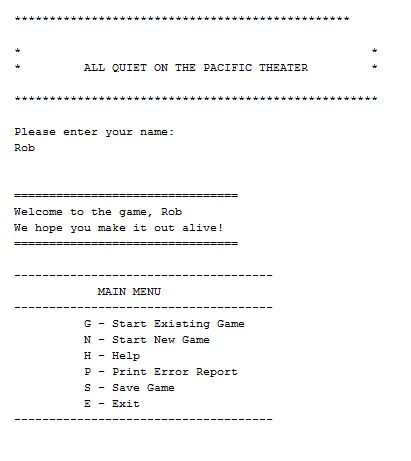 ************************************************
*                                                  *
*         ALL QUIET ON THE PACIFIC THEATER         *
****************************************************
Please enter your name:
Rob
================================
Welcome to the game, Rob
We hope you make it out alive!
================================
-------------------------------------
MAIN MENU
-------------------------------------
G - Start Existing Game
N - Start New Game
H - Help
P - Print Error Report
S - Save Game
E - Exit
-------------------------------------